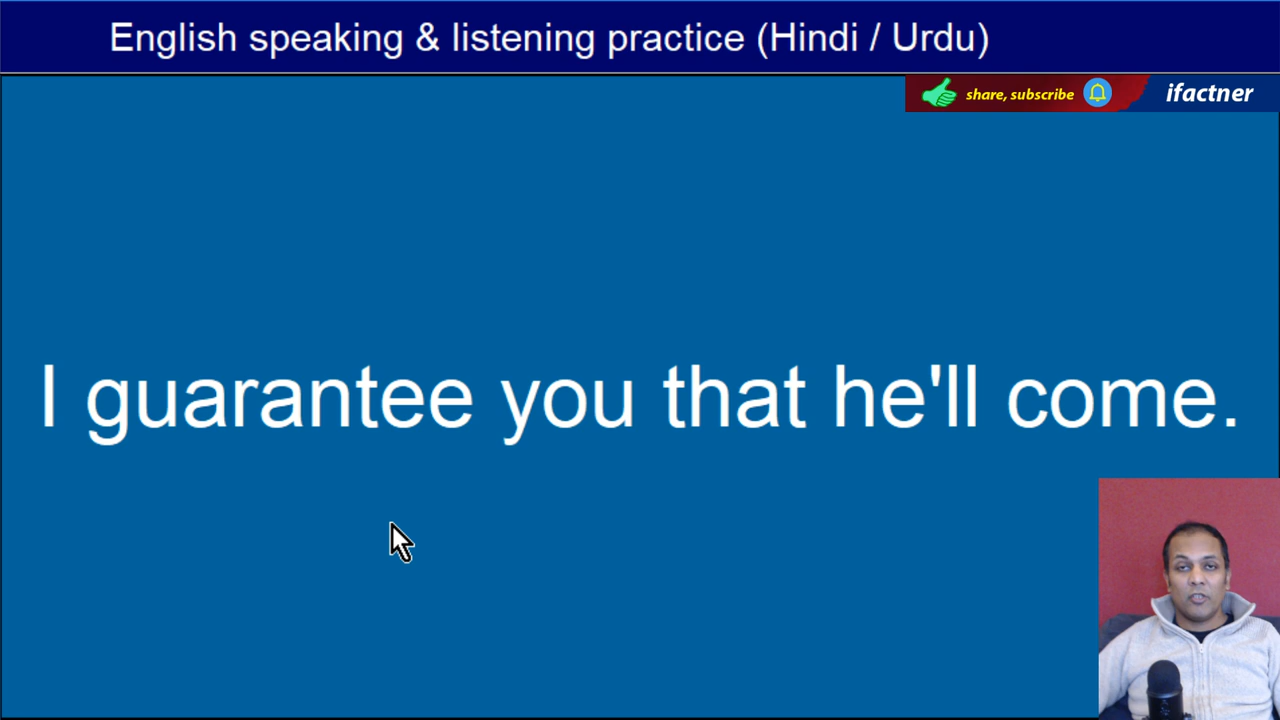 English speaking & listening practice (Hindi / Urdu)
share, subscribe
ifactner
I guarantee you that he'll come.